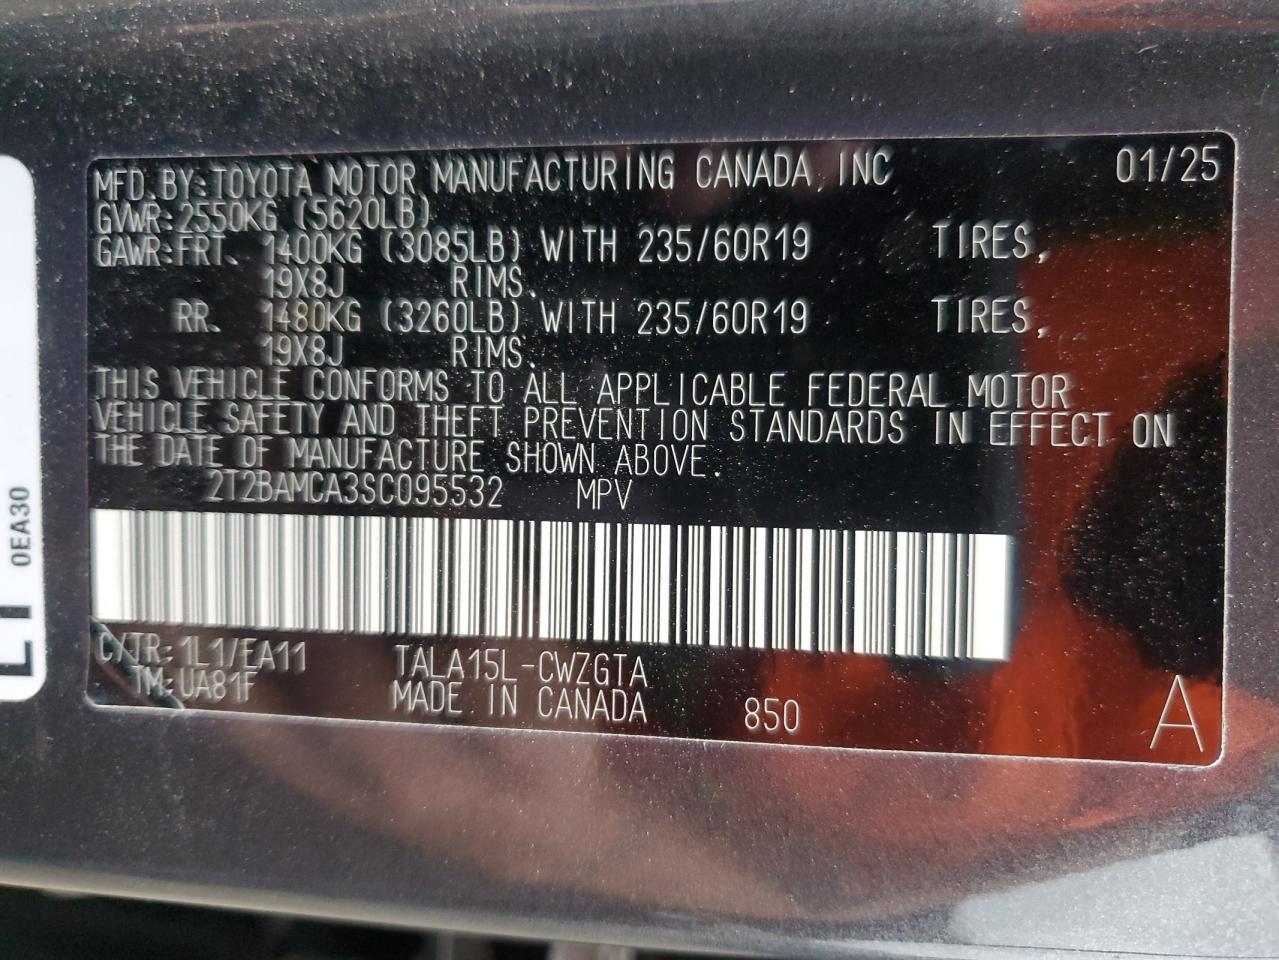 MFD.BY:TOYOTA MOTOR MANUFACTURING CANADA,INC 01/25
GVWR:2550KG (5620LB)
GAWR:FRT. 1400KG (3085LB) WITH 235/60R19 TIRES,
19X8J RIMS.
RR. 1480KG (3260LB) WITH 235/60R19 TIRES,
19X8J RIMS.
THIS VEHICLE CONFORMS TO ALL APPLICABLE FEDERAL MOTOR
VEHICLE SAFETY AND THEFT PREVENTION STANDARDS IN EFFECT ON
THE DATE OF MANUFACTURE SHOWN ABOVE.
2T2BAMCA3SC095532 MPV
C/TR:1L1/EA11 TALA15L-CWZGTA
TM:UA81F MADE IN CANADA 850 A
0EA30